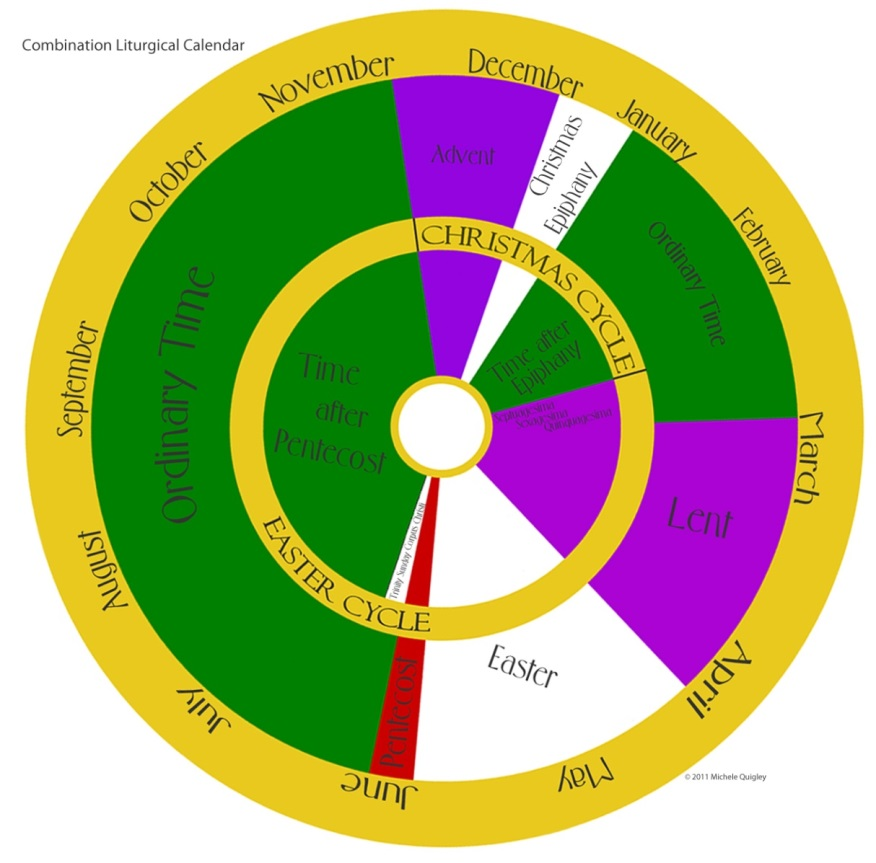 Combination Liturgical Calendar
December
January
February
March
April
May
June
July
August
September
October
November
Advent
Christmas
Epiphany
Ordinary Time
Lent
Easter
Pentecost
Ordinary Time
CHRISTMAS CYCLE
EASTER CYCLE
Time after
Epiphany
Septuagesima
Sexagesima
Quinquagesima
Trinity Sunday Corpus Christi
Time
after
Pentecost
© 2011 Michele Quigley